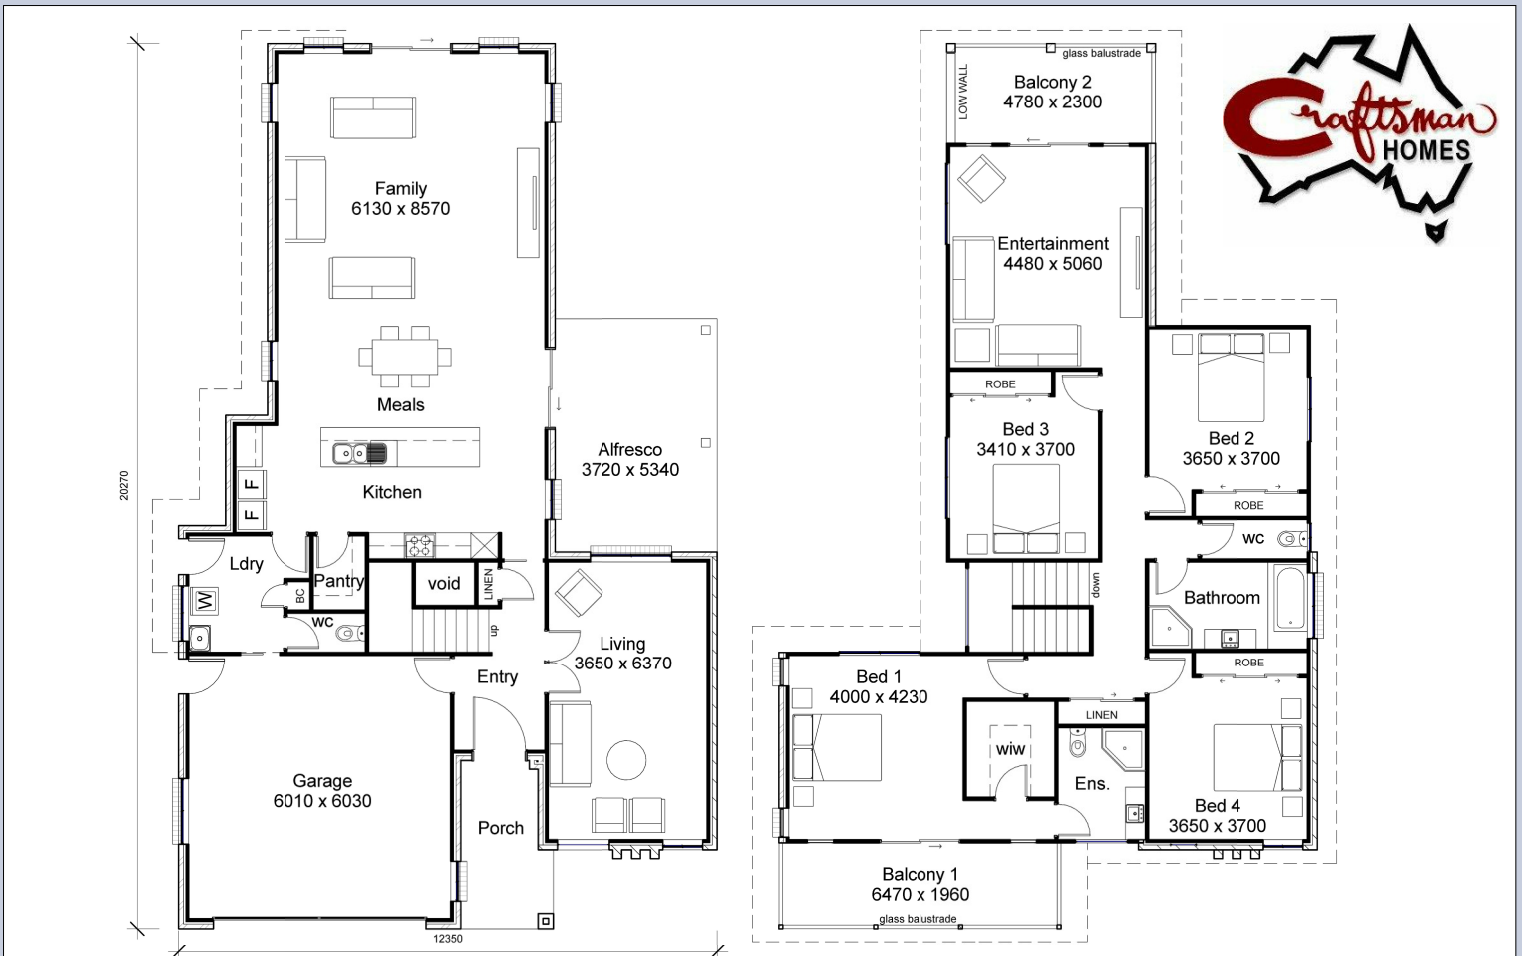 Family
6130 x 8570
Meals
Kitchen
F
F
Alfresco
3720 x 5340
Ldry
Pantry
void
LINEN
BC
W
WC
up
Living
3650 x 6370
Entry
Garage
6010 x 6030
Porch
20270
12350
glass balustrade
LOW WALL
Balcony 2
4780 x 2300
Entertainment
4480 x 5060
ROBE
Bed 3
3410 x 3700
Bed 2
3650 x 3700
ROBE
WC
down
Bathroom
ROBE
Bed 1
4000 x 4230
LINEN
wiw
Ens.
Bed 4
3650 x 3700
Balcony 1
6470 x 1960
glass baustrade
Craftsman
HOMES